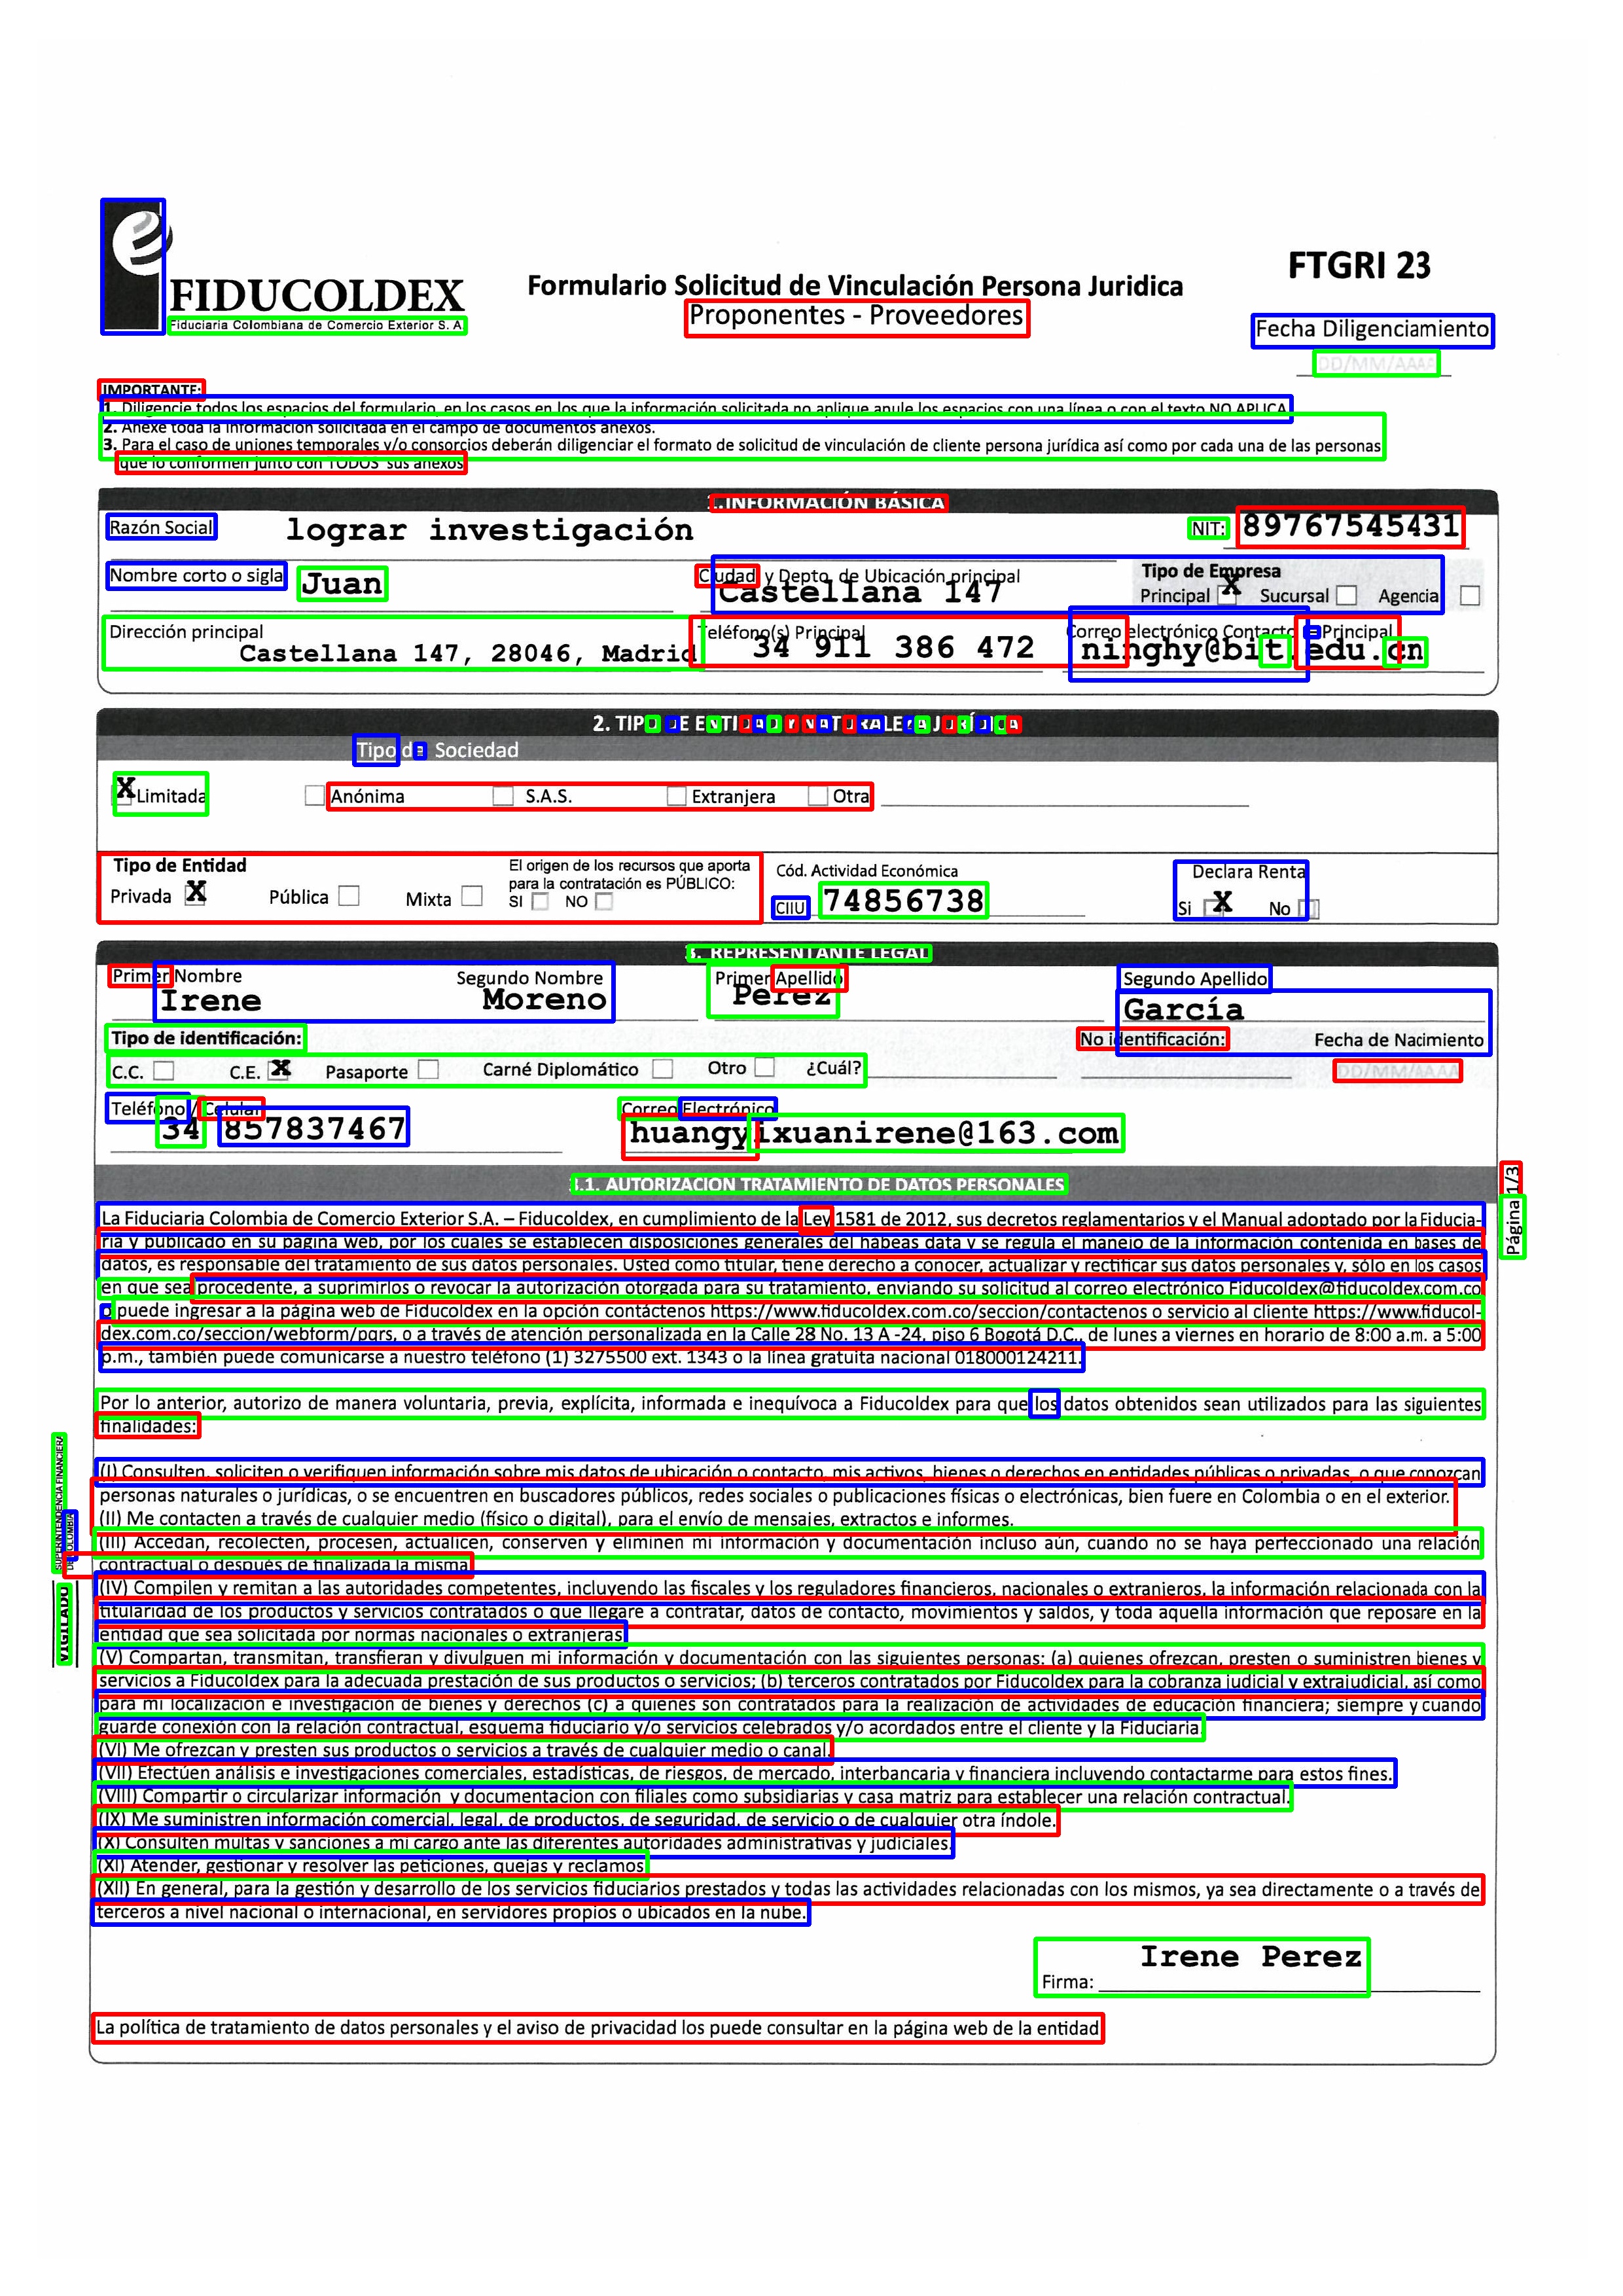 FTGRI 23
FIDUCOLDEX
Fiduciaria Colombiana de Comercio Exterior S. A.
Formulario Solicitud de Vinculación Persona Juridica
Proponentes - Proveedores
Fecha Diligenciamiento
DD/MM/AAAA
IMPORTANTE:
1. Diligencie todos los espacios del formulario, en los casos en los que la información solicitada no aplique anule los espacios con una línea o con el texto NO APLICA
2. Anexe toda la información solicitada en el campo de documentos anexos.
3. Para el caso de uniones temporales y/o consorcios deberán diligenciar el formato de solicitud de vinculación de cliente persona jurídica así como por cada una de las personas
que lo conformen junto con TODOS sus anexos
1.INFORMACIÓN BÁSICA
Razón Social lograr investigación NIT: 89767545431
Nombre corto o sigla Juan Ciudad y Depto. de Ubicación principal Castellana 147 Tipo de Empresa
Principal X Sucursal Agencia
Dirección principal Teléfono(s) Principal Correo electrónico Contacto Principal
Castellana 147, 28046, Madrid 34 911 386 472 ninghy@bit.edu.cn
2. TIPO DE ENTIDAD Y NATURALEZA JURÍDICA
Tipo de Sociedad
X Limitada Anónima S.A.S. Extranjera Otra
Tipo de Entidad El origen de los recursos que aporta Cód. Actividad Económica Declara Renta
para la contratación es PÚBLICO:
Privada X Pública Mixta SI NO CIIU 74856738 Si X No
3. REPRESENTANTE LEGAL
Primer Nombre Segundo Nombre Primer Apellido Segundo Apellido
Irene Moreno Perez García
Tipo de identificación: No identificación: Fecha de Nacimiento
C.C. C.E. X Pasaporte Carné Diplomático Otro ¿Cuál? DD/MM/AAAA
Teléfono / Celular Correo Electrónico
34 857837467 huangyixuanirene@163.com
3.1. AUTORIZACION TRATAMIENTO DE DATOS PERSONALES
Página 1/3
La Fiduciaria Colombia de Comercio Exterior S.A. – Fiducoldex, en cumplimiento de la Ley 1581 de 2012, sus decretos reglamentarios y el Manual adoptado por la Fiducia-
ria y publicado en su pagina web, por los cuales se establecen disposiciones generales del habeas data y se regula el manejo de la información contenida en bases de
datos, es responsable del tratamiento de sus datos personales. Usted como titular, tiene derecho a conocer, actualizar y rectificar sus datos personales y, sólo en los casos
en que sea procedente, a suprimirlos o revocar la autorización otorgada para su tratamiento, enviando su solicitud al correo electrónico Fiducoldex@fiducoldex.com.co
o puede ingresar a la página web de Fiducoldex en la opción contáctenos https://www.fiducoldex.com.co/seccion/contactenos o servicio al cliente https://www.fiducol-
dex.com.co/seccion/webform/pqrs, o a través de atención personalizada en la Calle 28 No. 13 A -24, piso 6 Bogotá D.C., de lunes a viernes en horario de 8:00 a.m. a 5:00
p.m., también puede comunicarse a nuestro teléfono (1) 3275500 ext. 1343 o la línea gratuita nacional 018000124211.
Por lo anterior, autorizo de manera voluntaria, previa, explícita, informada e inequívoca a Fiducoldex para que los datos obtenidos sean utilizados para las siguientes
finalidades:
(I) Consulten, soliciten o verifiquen información sobre mis datos de ubicación o contacto, mis activos, bienes o derechos en entidades públicas o privadas, o que conozcan
personas naturales o jurídicas, o se encuentren en buscadores públicos, redes sociales o publicaciones físicas o electrónicas, bien fuere en Colombia o en el exterior.
(II) Me contacten a través de cualquier medio (físico o digital), para el envío de mensajes, extractos e informes.
(III) Accedan, recolecten, procesen, actualicen, conserven y eliminen mi información y documentación incluso aún, cuando no se haya perfeccionado una relación
contractual o después de finalizada la misma
(IV) Compilen y remitan a las autoridades competentes, incluyendo las fiscales y los reguladores financieros, nacionales o extranjeros, la información relacionada con la
titularidad de los productos y servicios contratados o que llegare a contratar, datos de contacto, movimientos y saldos, y toda aquella información que reposare en la
entidad que sea solicitada por normas nacionales o extranjeras
(V) Compartan, transmitan, transfieran y divulguen mi información y documentación con las siguientes personas: (a) quienes ofrezcan, presten o suministren bienes y
servicios a Fiducoldex para la adecuada prestación de sus productos o servicios; (b) terceros contratados por Fiducoldex para la cobranza judicial y extrajudicial, así como
para mi localización e investigación de bienes y derechos (c) a quienes son contratados para la realización de actividades de educación financiera; siempre y cuando
guarde conexión con la relación contractual, esquema fiduciario y/o servicios celebrados y/o acordados entre el cliente y la Fiduciaria.
(VI) Me ofrezcan y presten sus productos o servicios a través de cualquier medio o canal.
(VII) Efectúen análisis e investigaciones comerciales, estadísticas, de riesgos, de mercado, interbancaria y financiera incluyendo contactarme para estos fines.
(VIII) Compartir o circularizar información y documentacion con filiales como subsidiarias y casa matriz para establecer una relación contractual.
(IX) Me suministren información comercial, legal, de productos, de seguridad, de servicio o de cualquier otra índole.
(X) Consulten multas y sanciones a mi cargo ante las diferentes autoridades administrativas y judiciales.
(XI) Atender, gestionar y resolver las peticiones, quejas y reclamos
(XII) En general, para la gestión y desarrollo de los servicios fiduciarios prestados y todas las actividades relacionadas con los mismos, ya sea directamente o a través de
terceros a nivel nacional o internacional, en servidores propios o ubicados en la nube.
SUPERINTENDENCIA FINANCIERA
DE COLOMBIA
VIGILADO
Irene Perez
Firma:
La política de tratamiento de datos personales y el aviso de privacidad los puede consultar en la página web de la entidad